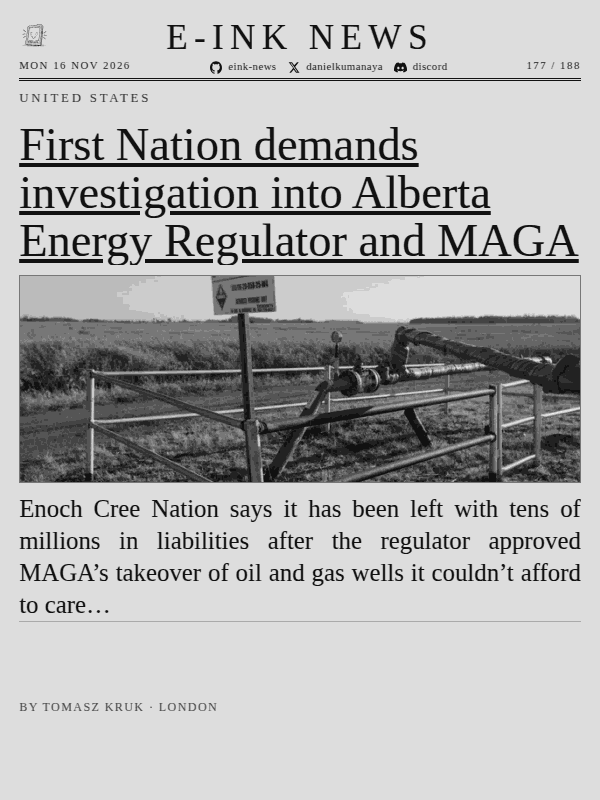 E-INK NEWS
MON 16 NOV 2026
eink-news danielkumanaya discord
177 / 188
UNITED STATES
First Nation demands
investigation into Alberta
Energy Regulator and MAGA
Enoch Cree Nation says it has been left with tens of
millions in liabilities after the regulator approved
MAGA’s takeover of oil and gas wells it couldn’t afford
to care…
BY TOMASZ KRUK · LONDON